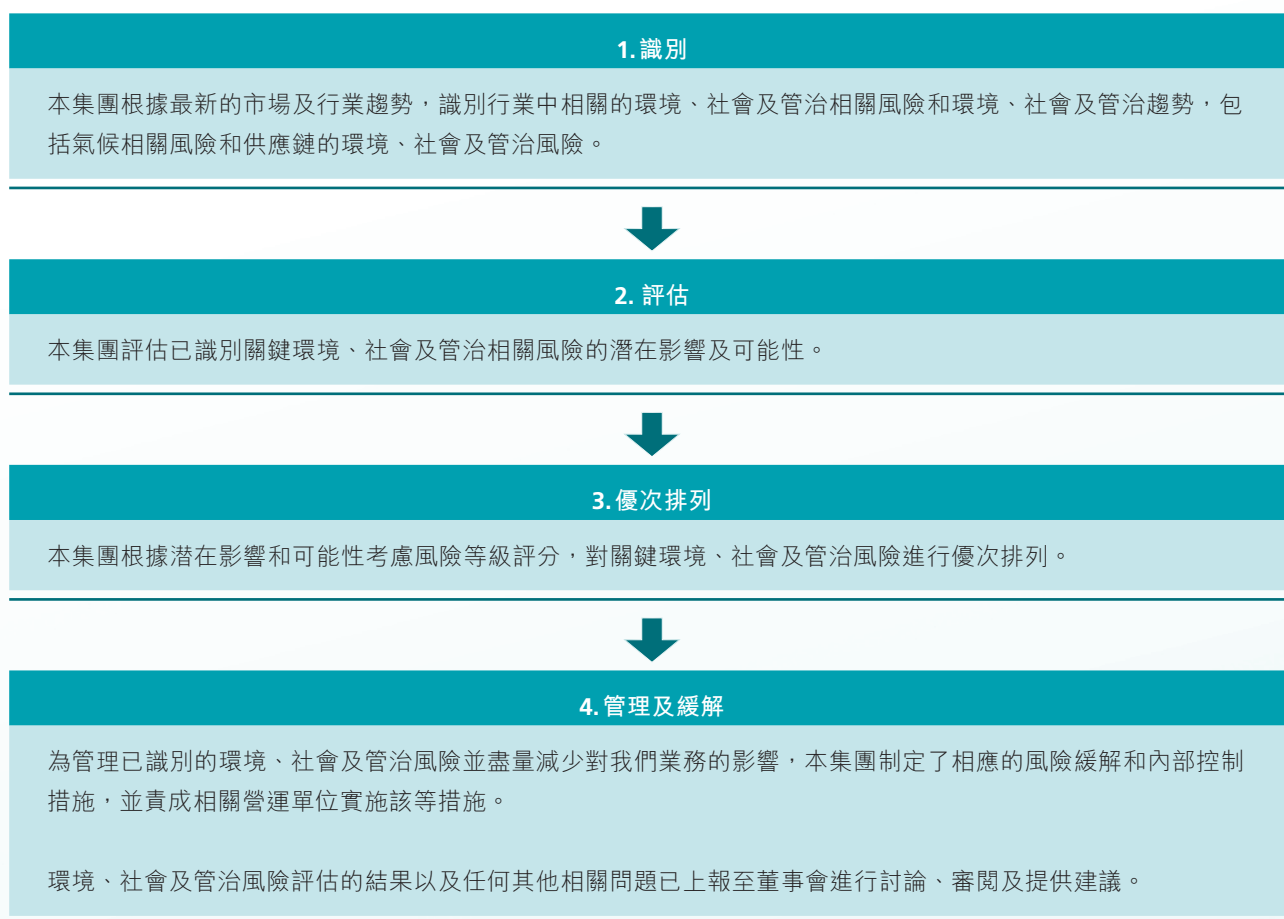 1.識別
本集團根據最新的市場及行業趨勢，識別行業中相關的環境、社會及管治相關風險和環境、社會及管治趨勢，包
括氣候相關風險和供應鏈的環境、社會及管治風險。
2. 評估
本集團評估已識別關鍵環境、社會及管治相關風險的潛在影響及可能性。
3.優次排列
本集團根據潛在影響和可能性考慮風險等級評分，對關鍵環境、社會及管治風險進行優次排列。
4.管理及緩解
為管理已識別的環境、社會及管治風險並盡量減少對我們業務的影響，本集團制定了相應的風險緩解和內部控制
措施，並責成相關營運單位實施該等措施。
環境、社會及管治風險評估的結果以及任何其他相關問題已上報至董事會進行討論、審閱及提供建議。